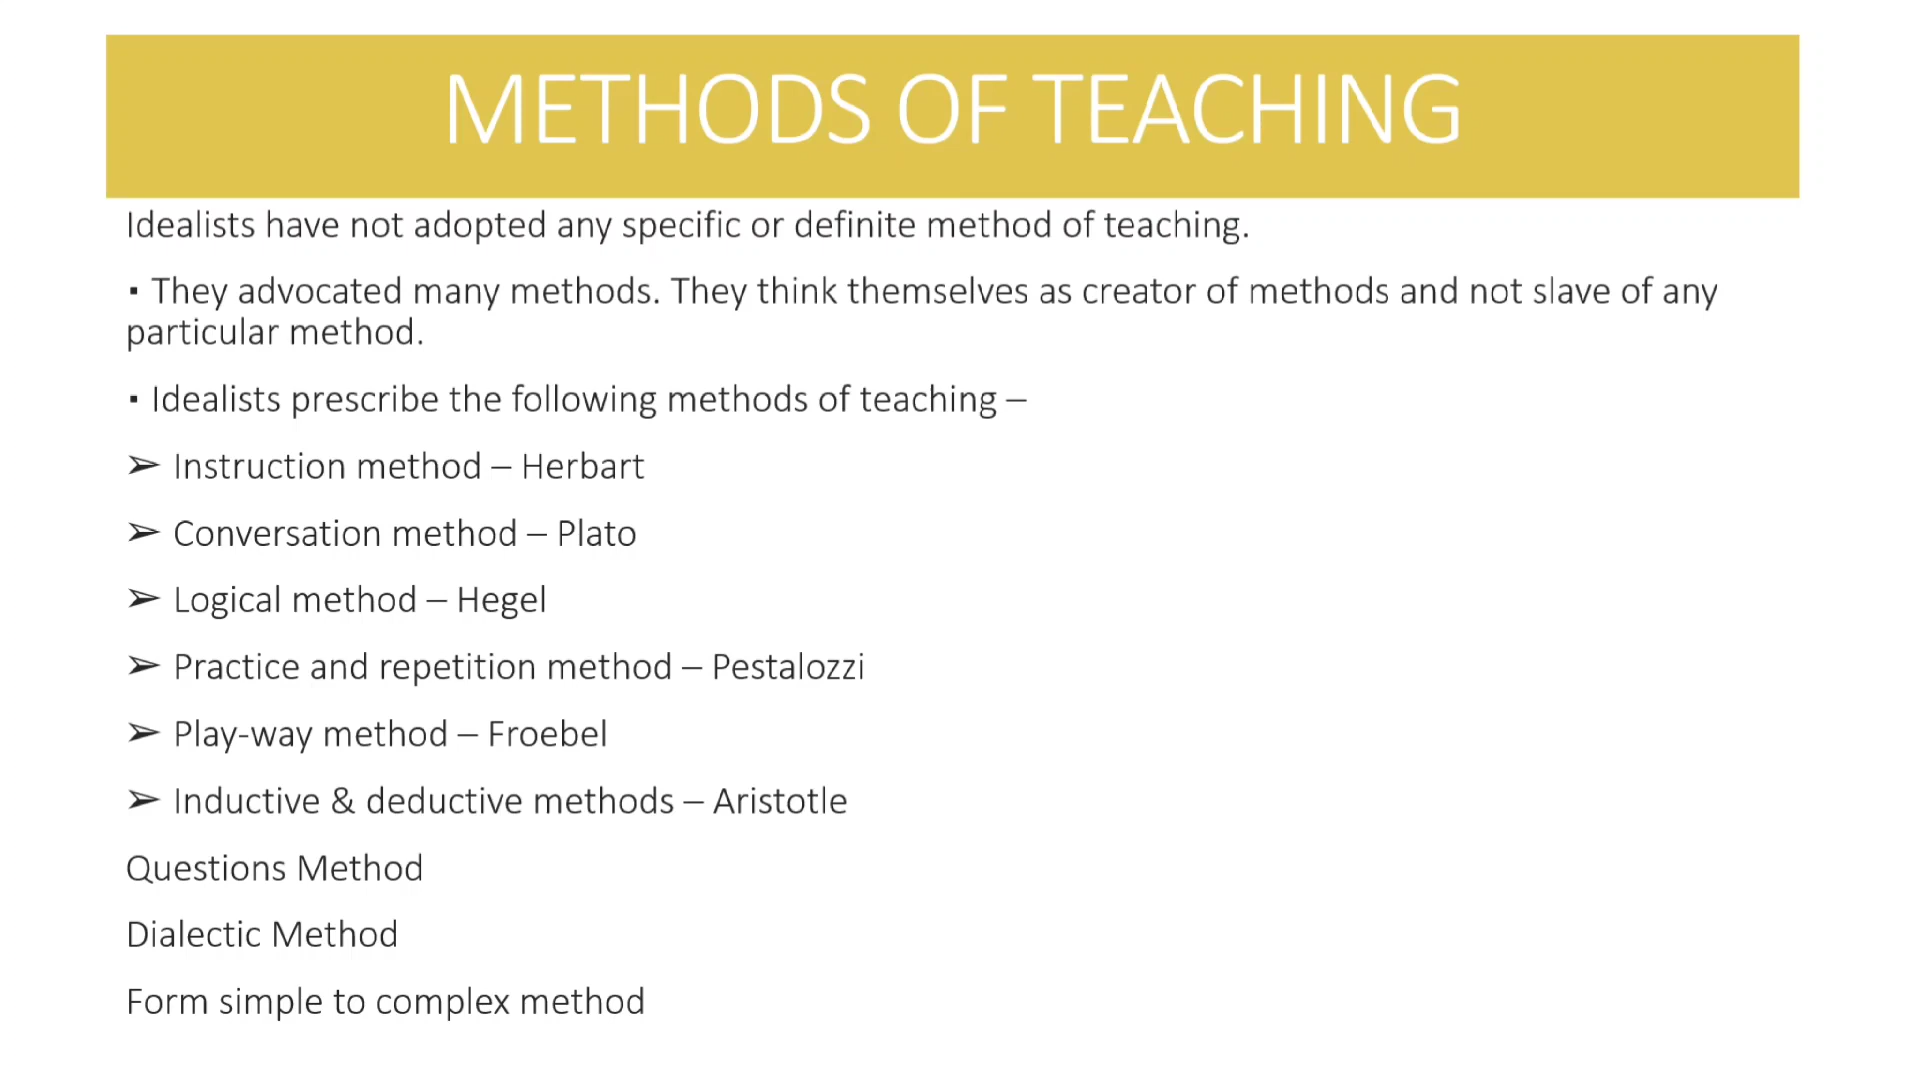 METHODS OF TEACHING
Idealists have not adopted any specific or definite method of teaching.
▪ They advocated many methods. They think themselves as creator of methods and not slave of any
particular method.
▪ Idealists prescribe the following methods of teaching –
➢ Instruction method – Herbart
➢ Conversation method – Plato
➢ Logical method – Hegel
➢ Practice and repetition method – Pestalozzi
➢ Play-way method – Froebel
➢ Inductive & deductive methods – Aristotle
Questions Method
Dialectic Method
Form simple to complex method